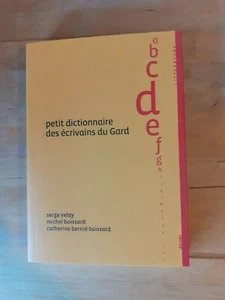 petit dictionnaire
des écrivains du Gard
a
b
c
d
e
f
g
h
serge velay
michel boissard
catherine bernié-boissard